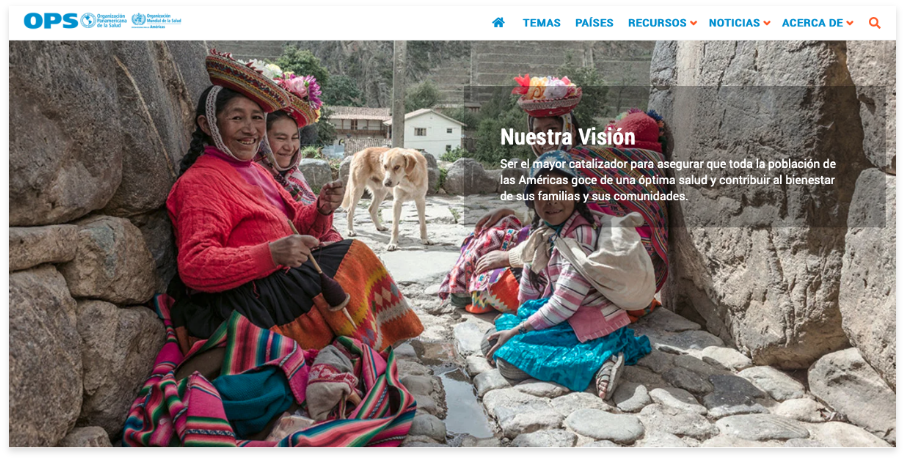 OPS Organización Panamericana de la Salud Organización Mundial de la Salud Américas
TEMAS PAÍSES RECURSOS NOTICIAS ACERCA DE
Nuestra Visión
Ser el mayor catalizador para asegurar que toda la población de
las Américas goce de una óptima salud y contribuir al bienestar
de sus familias y sus comunidades.